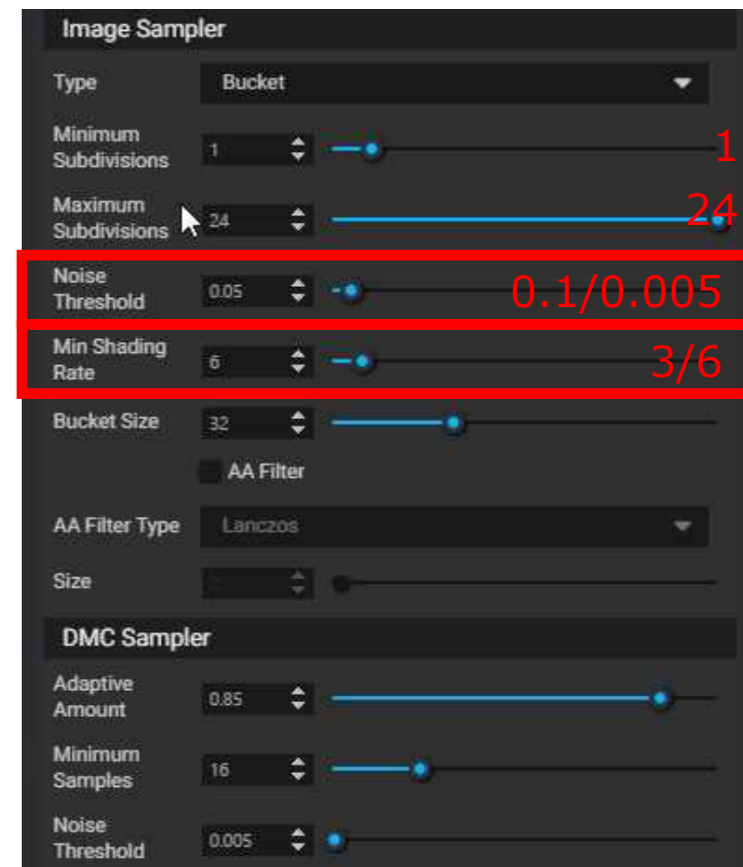 Image Sampler
Type Bucket
Minimum
Subdivisions 1 1
Maximum
Subdivisions 24 24
Noise
Threshold 0.05 0.1/0.005
Min Shading
Rate 6 3/6
Bucket Size 32
AA Filter
AA Filter Type Lanczos
Size
DMC Sampler
Adaptive
Amount 0.85
Minimum
Samples 16
Noise
Threshold 0.005